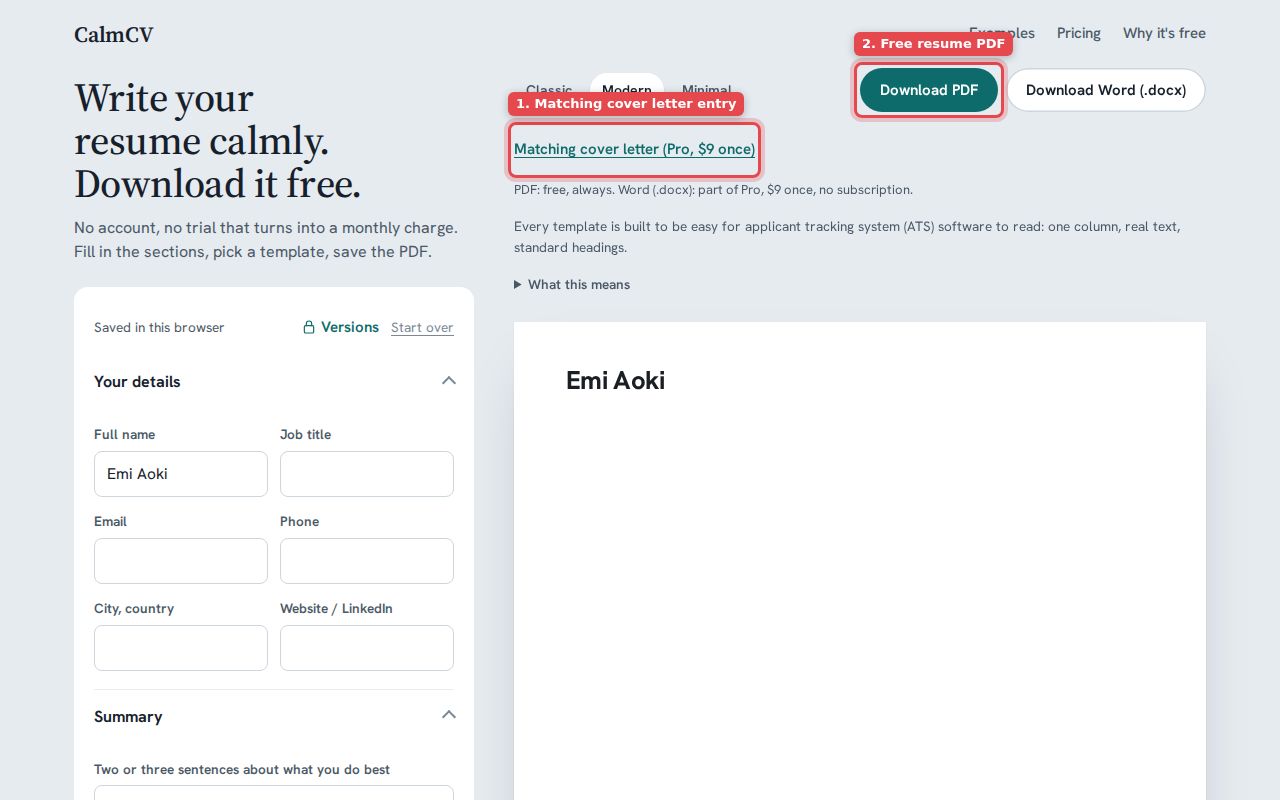 CalmCV
Examples
Pricing
Why it's free
2. Free resume PDF
Write your
resume calmly.
Download it free.
No account, no trial that turns into a monthly charge.
Fill in the sections, pick a template, save the PDF.
Classic
Modern
Minimal
1. Matching cover letter entry
Download PDF
Download Word (.docx)
Matching cover letter (Pro, $9 once)
PDF: free, always. Word (.docx): part of Pro, $9 once, no subscription.
Every template is built to be easy for applicant tracking system (ATS) software to read: one column, real text,
standard headings.
What this means
Saved in this browser
Versions
Start over
Your details
Full name
Job title
Emi Aoki
Email
Phone
City, country
Website / LinkedIn
Summary
Two or three sentences about what you do best
Emi Aoki